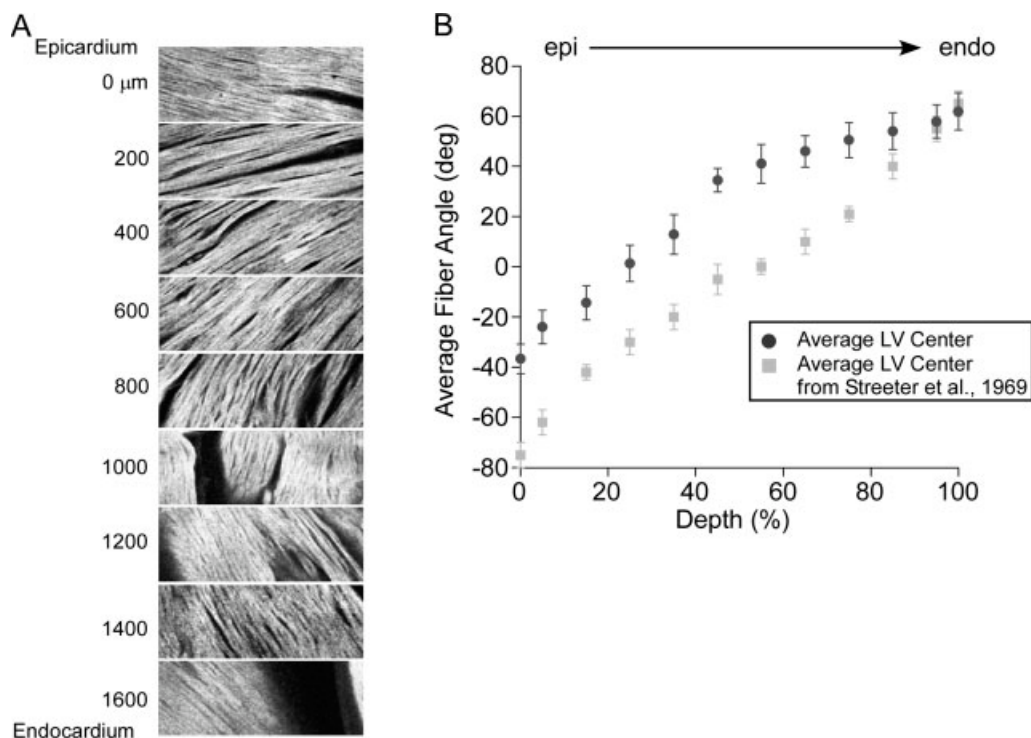 A
Epicardium
0 μm
200
400
600
800
1000
1200
1400
1600
Endocardium
B
epi endo
80
60
40
20
0
-20
-40
-60
-80
Average Fiber Angle (deg)
0 20 40 60 80 100
Depth (%)
Average LV Center
Average LV Center
from Streeter et al., 1969